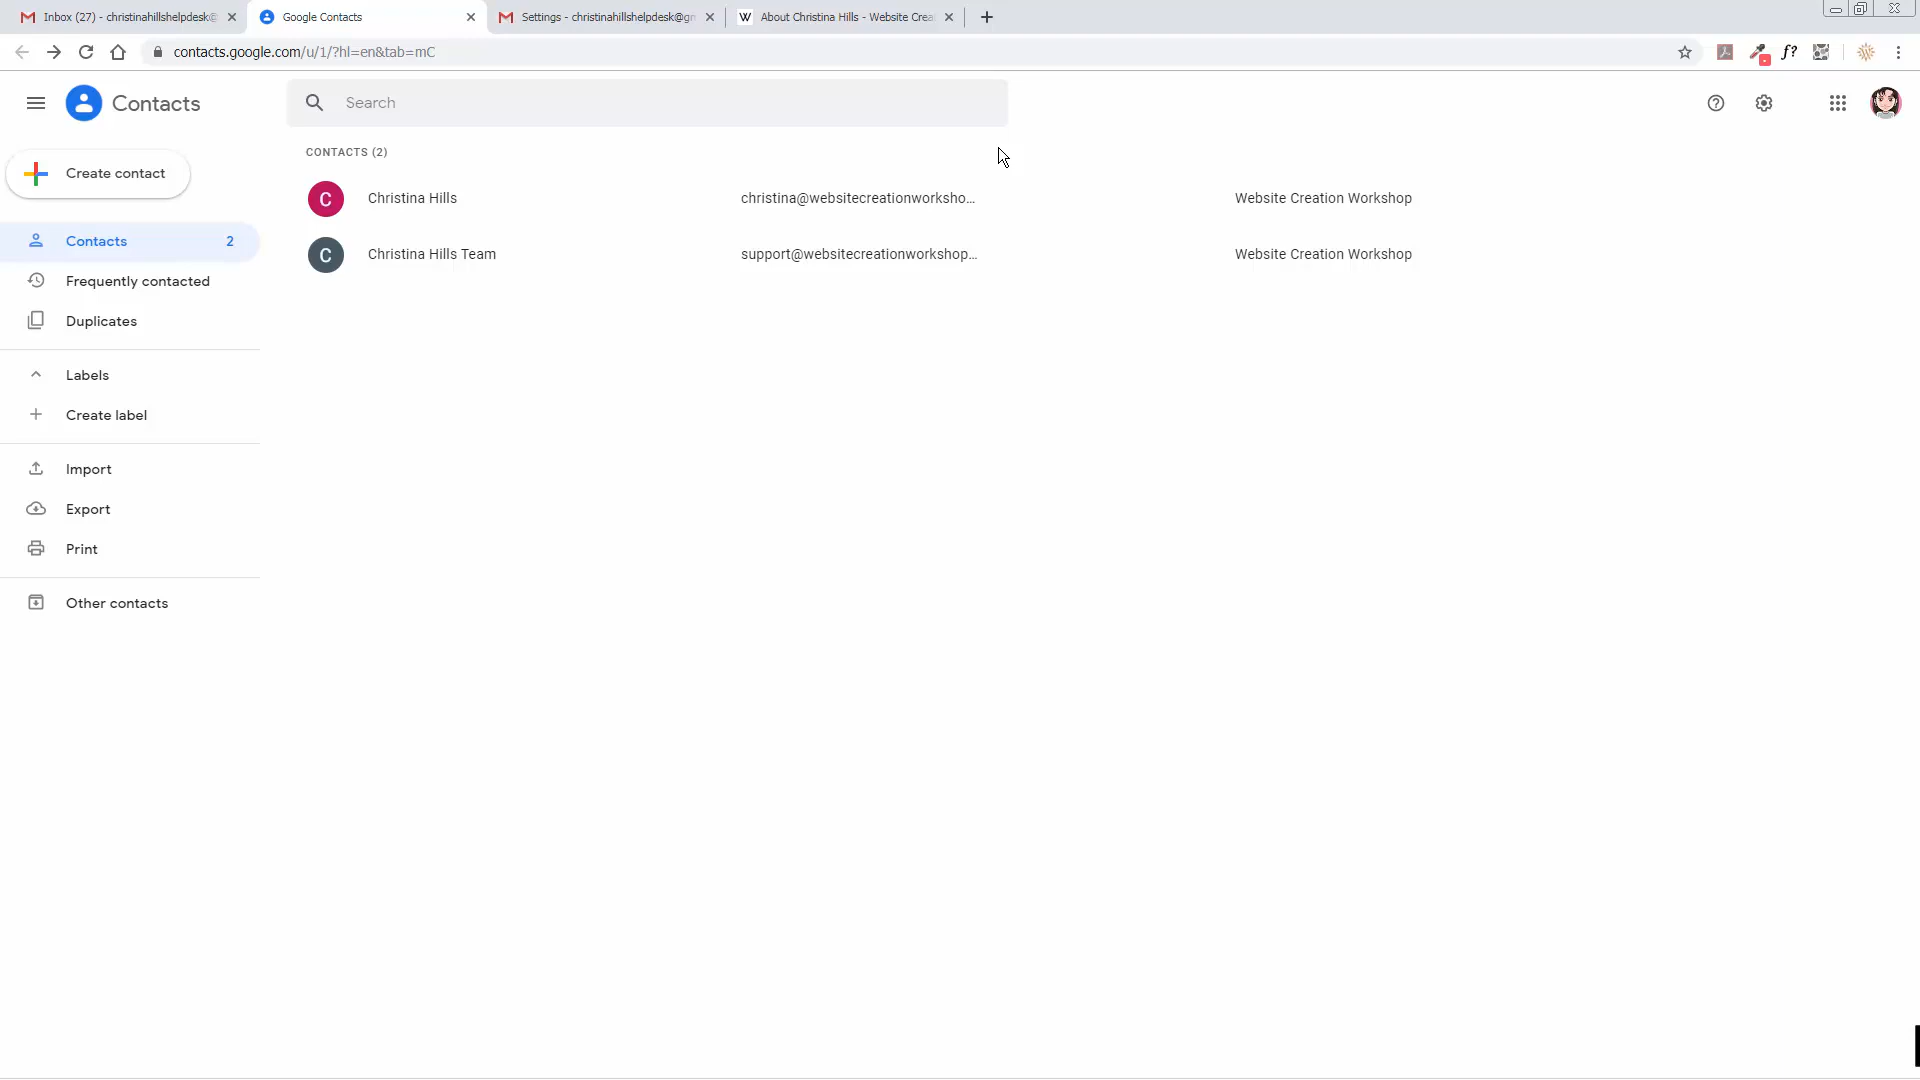 Inbox (27) - christinahillshelpdesk@
Google Contacts
Settings - christinahillshelpdesk@gm
About Christina Hills - Website Crea
contacts.google.com/u/1/?hl=en&tab=mC
f?
Contacts
Search
Create contact
CONTACTS (2)
C Christina Hills christina@websitecreationworksho... Website Creation Workshop
Contacts 2
C Christina Hills Team support@websitecreationworkshop... Website Creation Workshop
Frequently contacted
Duplicates
Labels
Create label
Import
Export
Print
Other contacts